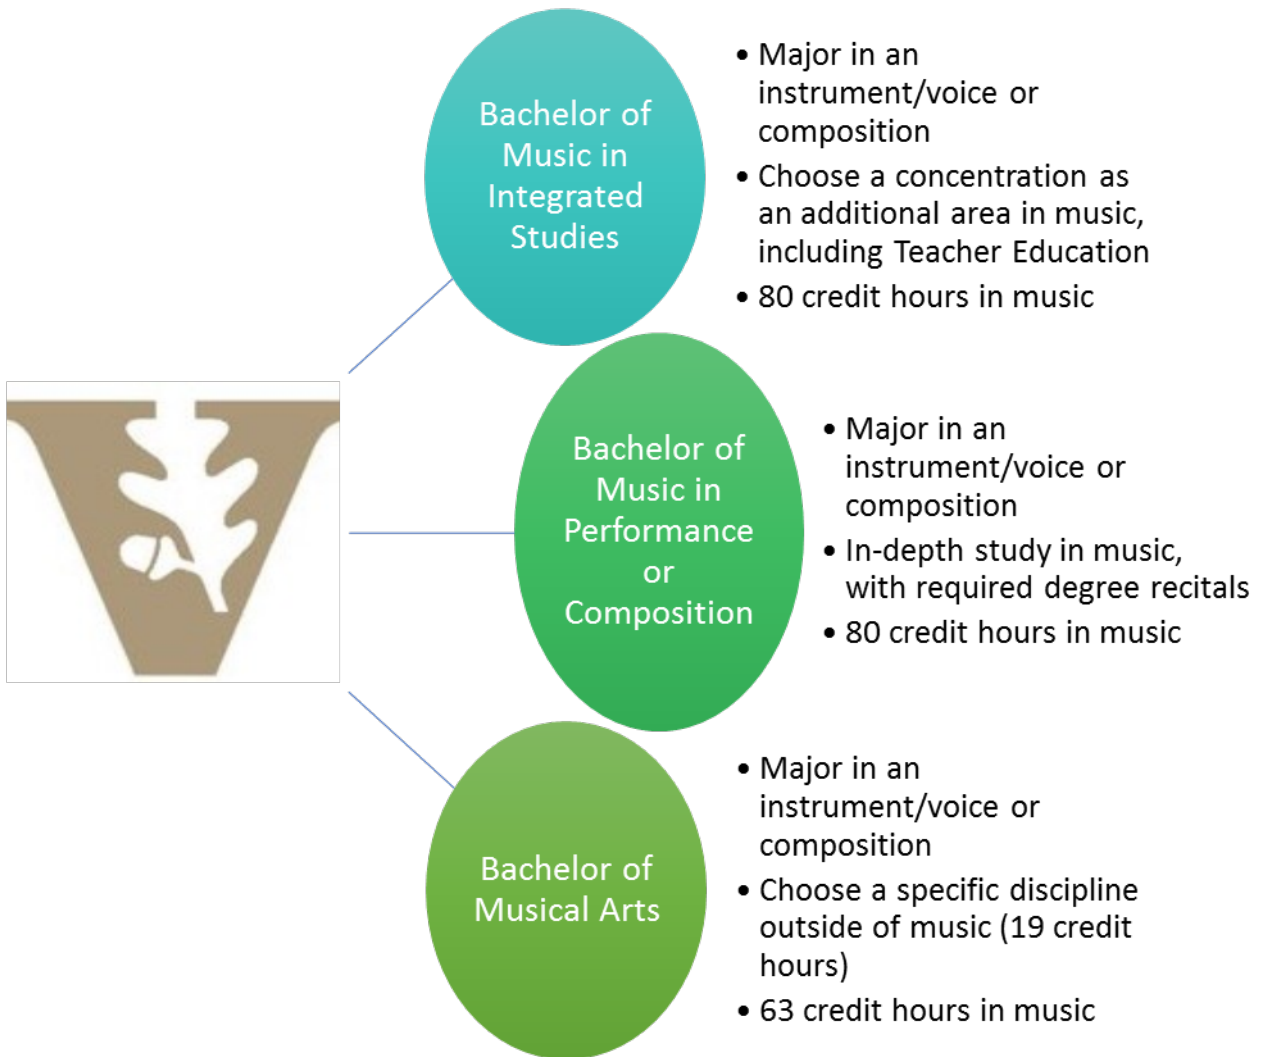 Bachelor of
Music in
Integrated
Studies
• Major in an
instrument/voice or
composition
• Choose a concentration as
an additional area in music,
including Teacher Education
• 80 credit hours in music
Bachelor of
Music in
Performance
or
Composition
• Major in an
instrument/voice or
composition
• In-depth study in music,
with required degree recitals
• 80 credit hours in music
Bachelor of
Musical Arts
• Major in an
instrument/voice or
composition
• Choose a specific discipline
outside of music (19 credit
hours)
• 63 credit hours in music